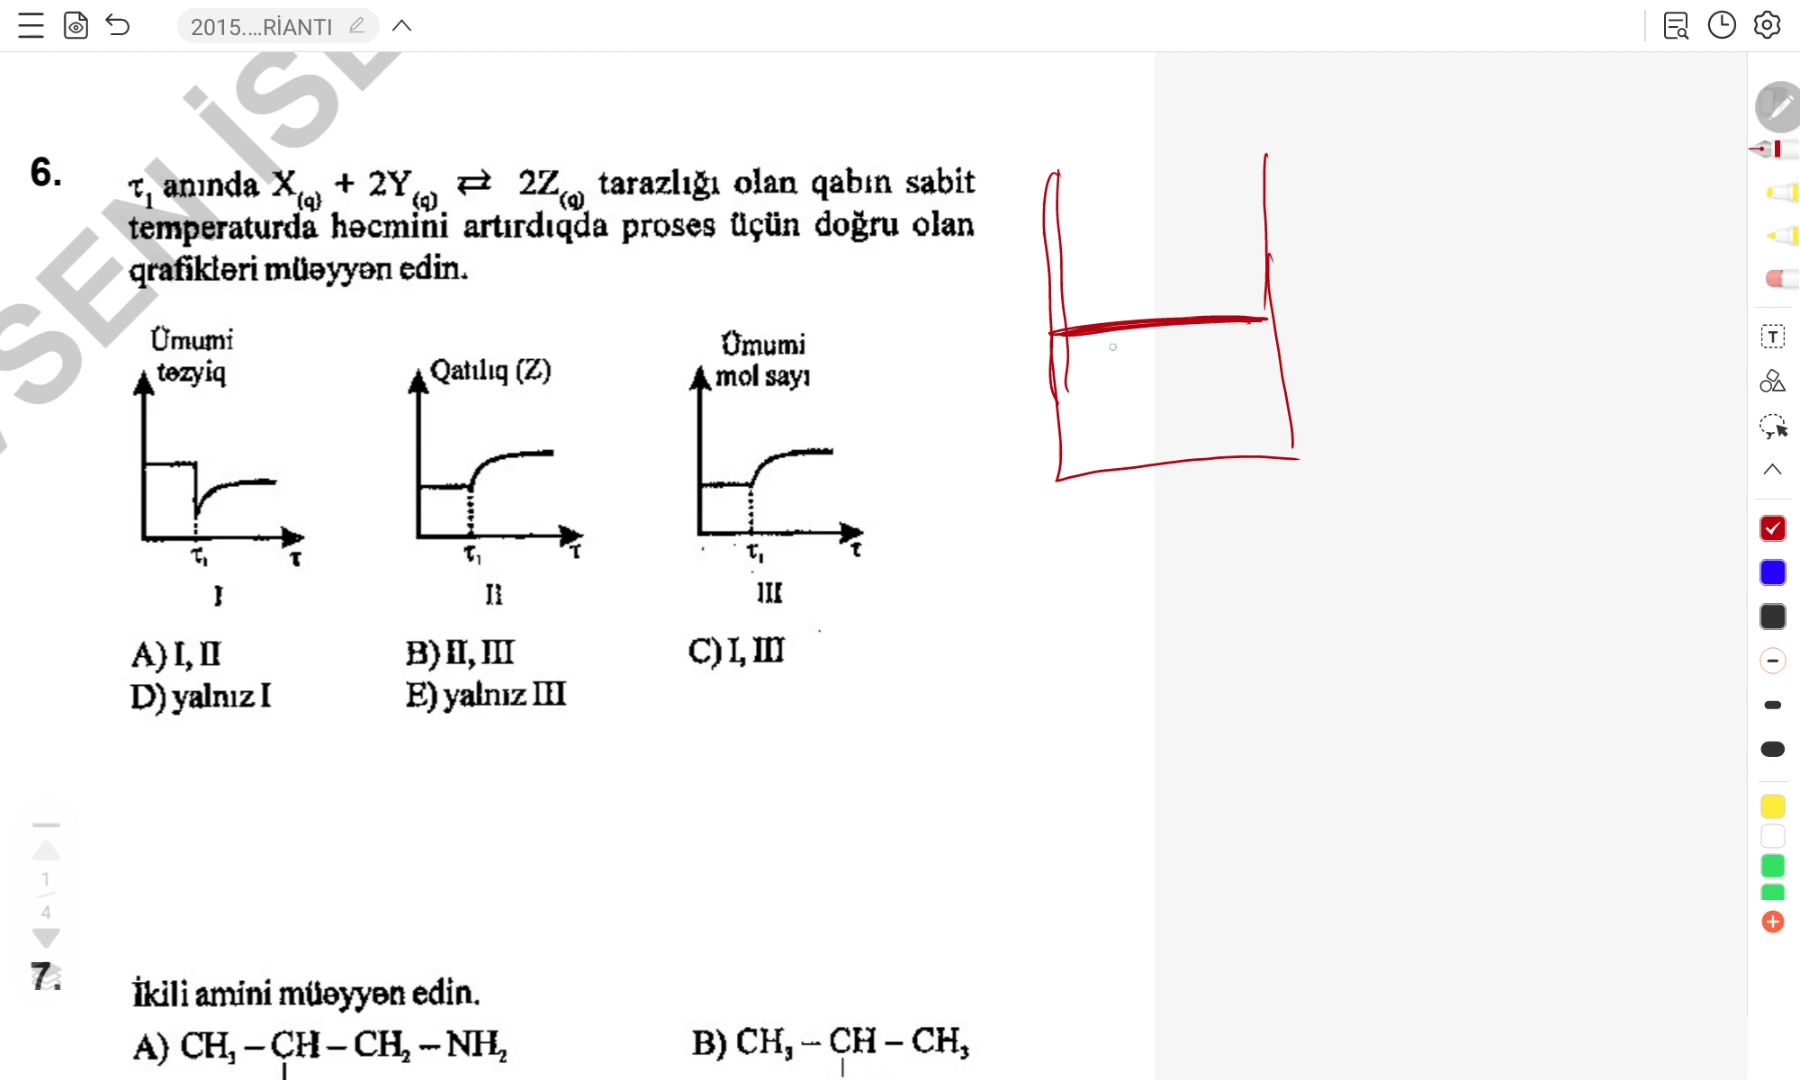 2015....RİANTI
SEN İSE
6.
τ₁ anında X(q) + 2Y(q) ⇄ 2Z(q) tarazlığı olan qabın sabit
temperaturda həcmini artırdıqda proses üçün doğru olan
qrafikləri müəyyən edin.
Ümumi
təzyiq
τ₁
τ
I
Qatılıq (Z)
τ₁
τ
II
Ümumi
mol sayı
τ₁
τ
III
A) I, II
B) II, III
C) I, III
D) yalnız I
E) yalnız III
1
4
7.
İkili amini müəyyən edin.
A) CH₃ – CH – CH₂ – NH₂
B) CH₃ – CH – CH₃
T